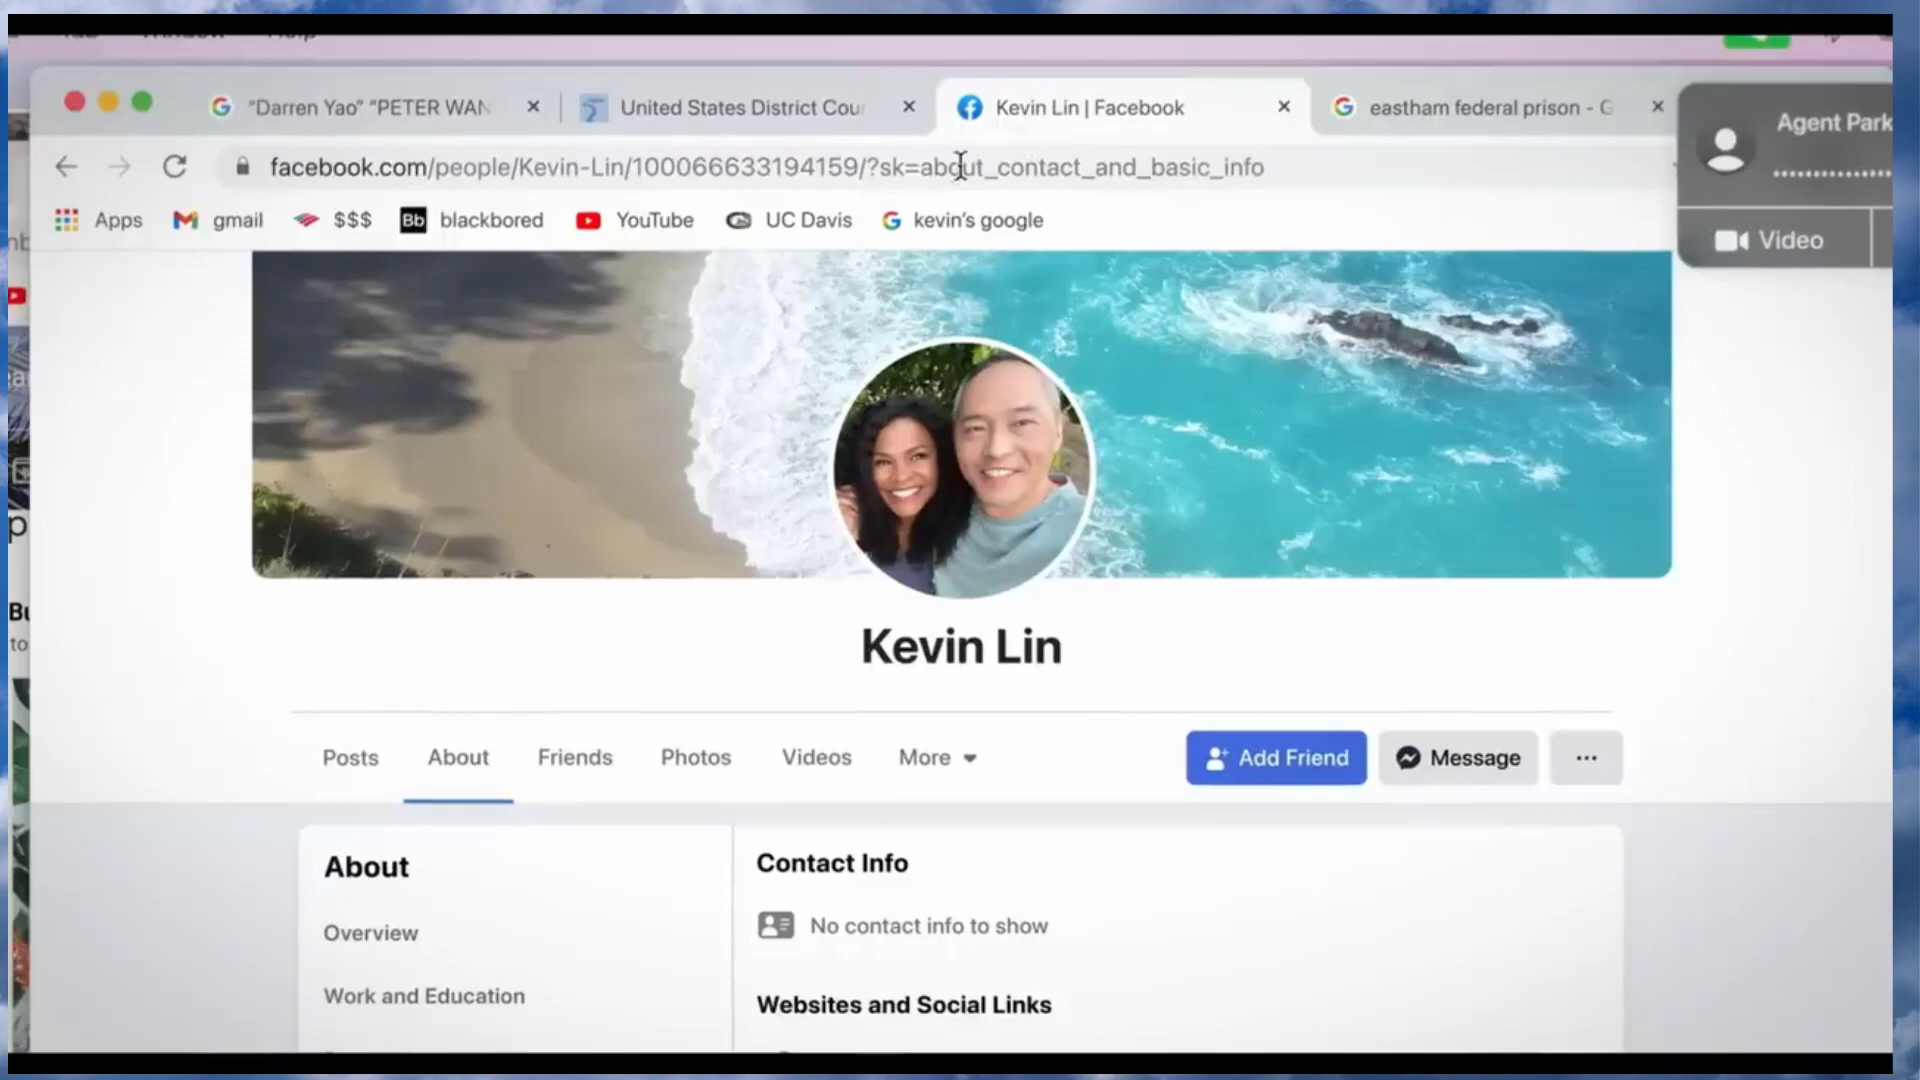 "Darren Yao" "PETER WAN
United States District Cou
Kevin Lin | Facebook
eastham federal prison - G
Agent Park
facebook.com/people/Kevin-Lin/100066633194159/?sk=about_contact_and_basic_info
Apps
gmail
$$$
Bb
blackbored
YouTube
UC Davis
kevin's google
Video
Kevin Lin
Posts
About
Friends
Photos
Videos
More
Add Friend
Message
About
Contact Info
Overview
No contact info to show
Work and Education
Websites and Social Links